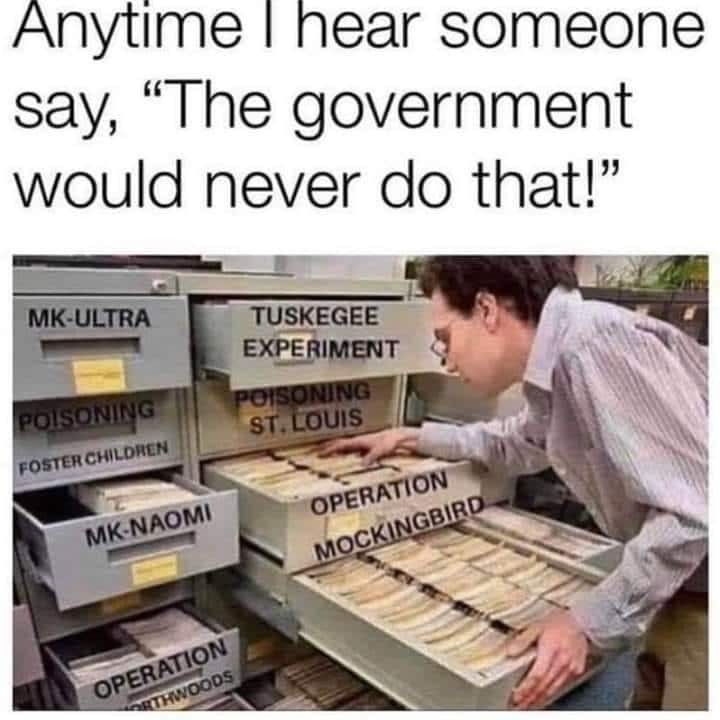 Anytime I hear someone
say, “The government
would never do that!”
MK-ULTRA
TUSKEGEE
EXPERIMENT
POISONING
FOSTER CHILDREN
POISONING
ST. LOUIS
MK-NAOMI
OPERATION
MOCKINGBIRD
OPERATION
NORTHWOODS